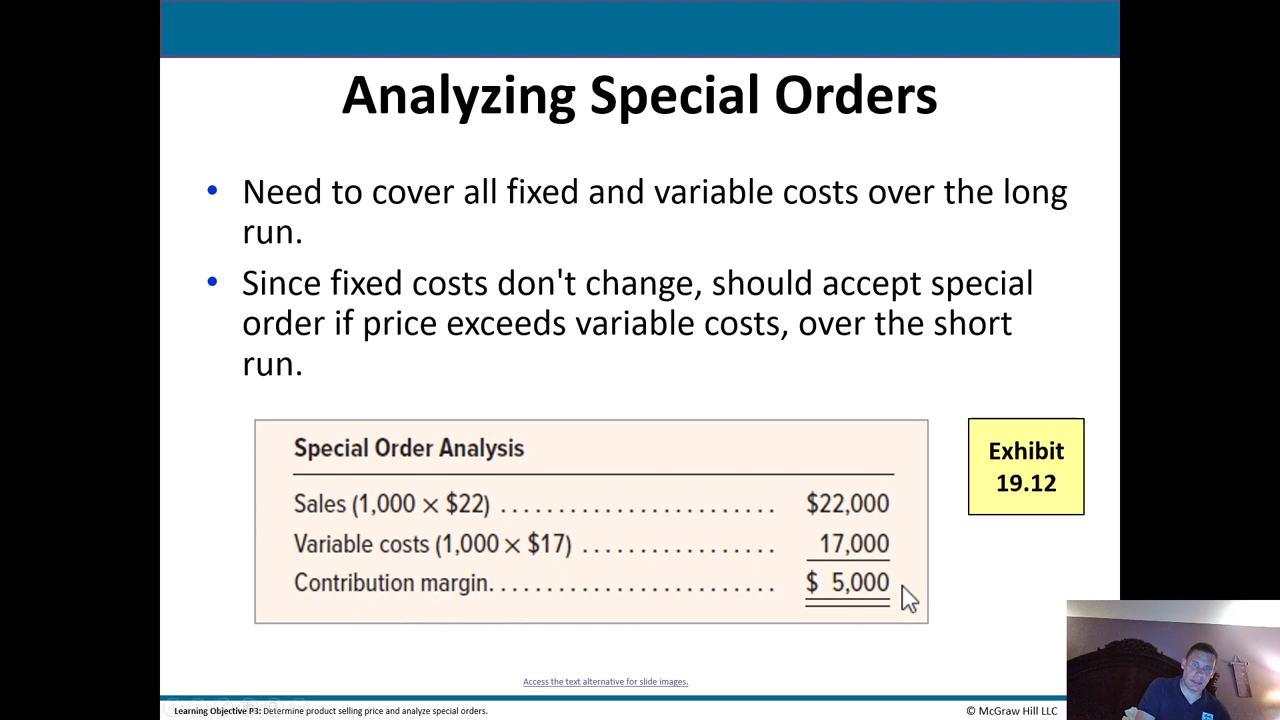 Analyzing Special Orders
• Need to cover all fixed and variable costs over the long
run.
• Since fixed costs don't change, should accept special
order if price exceeds variable costs, over the short
run.
Special Order Analysis
Sales (1,000 × $22) ........................ $22,000
Variable costs (1,000 × $17) ................. 17,000
Contribution margin......................... $ 5,000
Exhibit
19.12
Access the text alternative for slide images.
Learning Objective P3: Determine product selling price and analyze special orders.
© McGraw Hill LLC